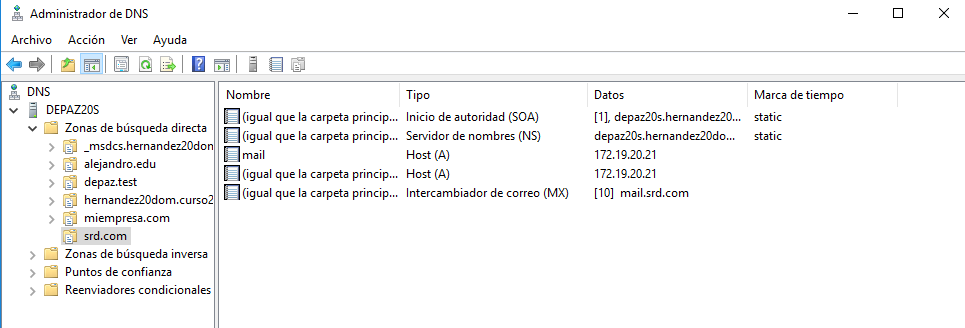 Administrador de DNS
Archivo Acción Ver Ayuda
DNS
DEPAZ20S
Zonas de búsqueda directa
_msdcs.hernandez20don
alejandro.edu
depaz.test
hernandez20dom.curso2
miempresa.com
srd.com
Zonas de búsqueda inversa
Puntos de confianza
Reenviadores condicionales
Nombre Tipo Datos Marca de tiempo
(igual que la carpeta princip... Inicio de autoridad (SOA) [1], depaz20s.hernandez20... static
(igual que la carpeta princip... Servidor de nombres (NS) depaz20s.hernandez20do... static
mail Host (A) 172.19.20.21
(igual que la carpeta princip... Host (A) 172.19.20.21
(igual que la carpeta princip... Intercambiador de correo (MX) [10] mail.srd.com